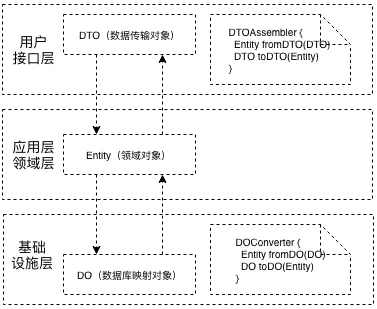 用户
接口层
DTO（数据传输对象）
DTOAssembler {
Entity fromDTO(DTO)
DTO toDTO(Entity)
}
应用层
领域层
Entity（领域对象）
基础
设施层
DO（数据库映射对象）
DOConverter {
Entity fromDO(DO)
DO toDO(Entity)
}